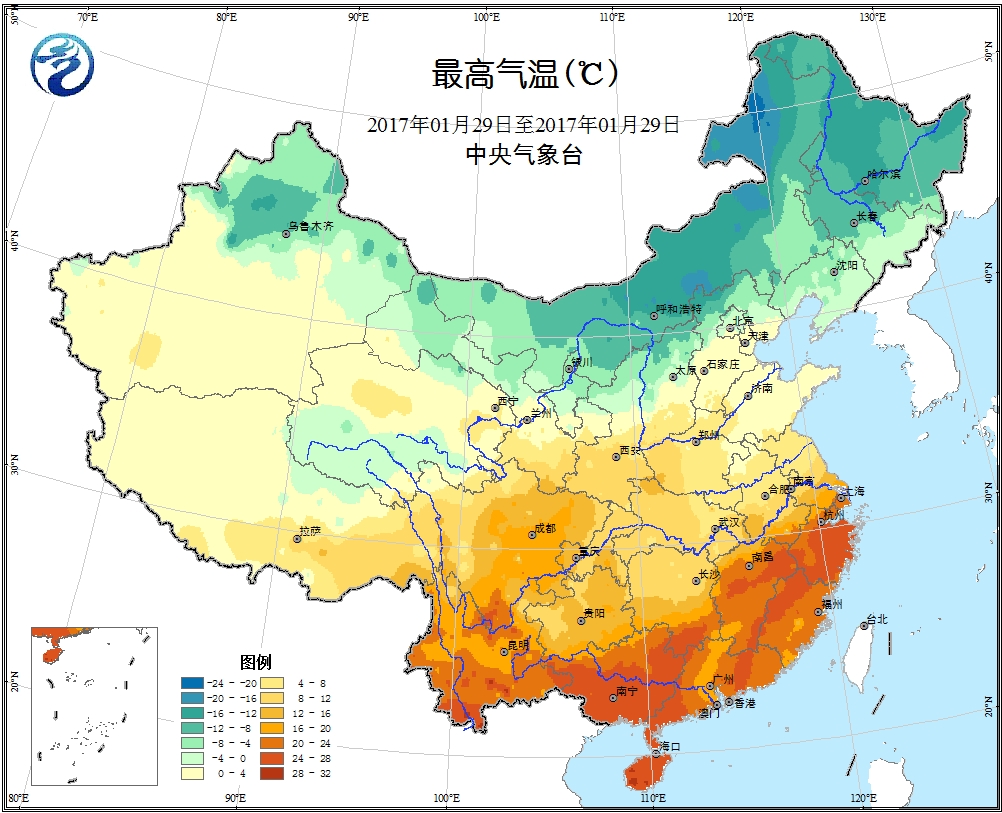 80°E
70°E
80°E
90°E
100°E
110°E
120°E
130°E
50°N
50°N
最高气温(℃)
2017年01月29日至2017年01月29日
中央气象台
哈尔滨
长春
乌鲁木齐
40°N
沈阳
40°N
呼和浩特
北京
天津
银川
太原
石家庄
济南
西宁
兰州
郑州
西安
30°N
30°N
合肥
南京
上海
杭州
拉萨
成都
武汉
重庆
南昌
长沙
贵阳
福州
台北
昆明
20°N
20°N
南宁
广州
澳门
香港
海口
图例
-24 - -20
4 - 8
-20 - -16
8 - 12
-16 - -12
12 - 16
-12 - -8
16 - 20
-8 - -4
20 - 24
-4 - 0
24 - 28
0 - 4
28 - 32
80°E
90°E
100°E
110°E
120°E